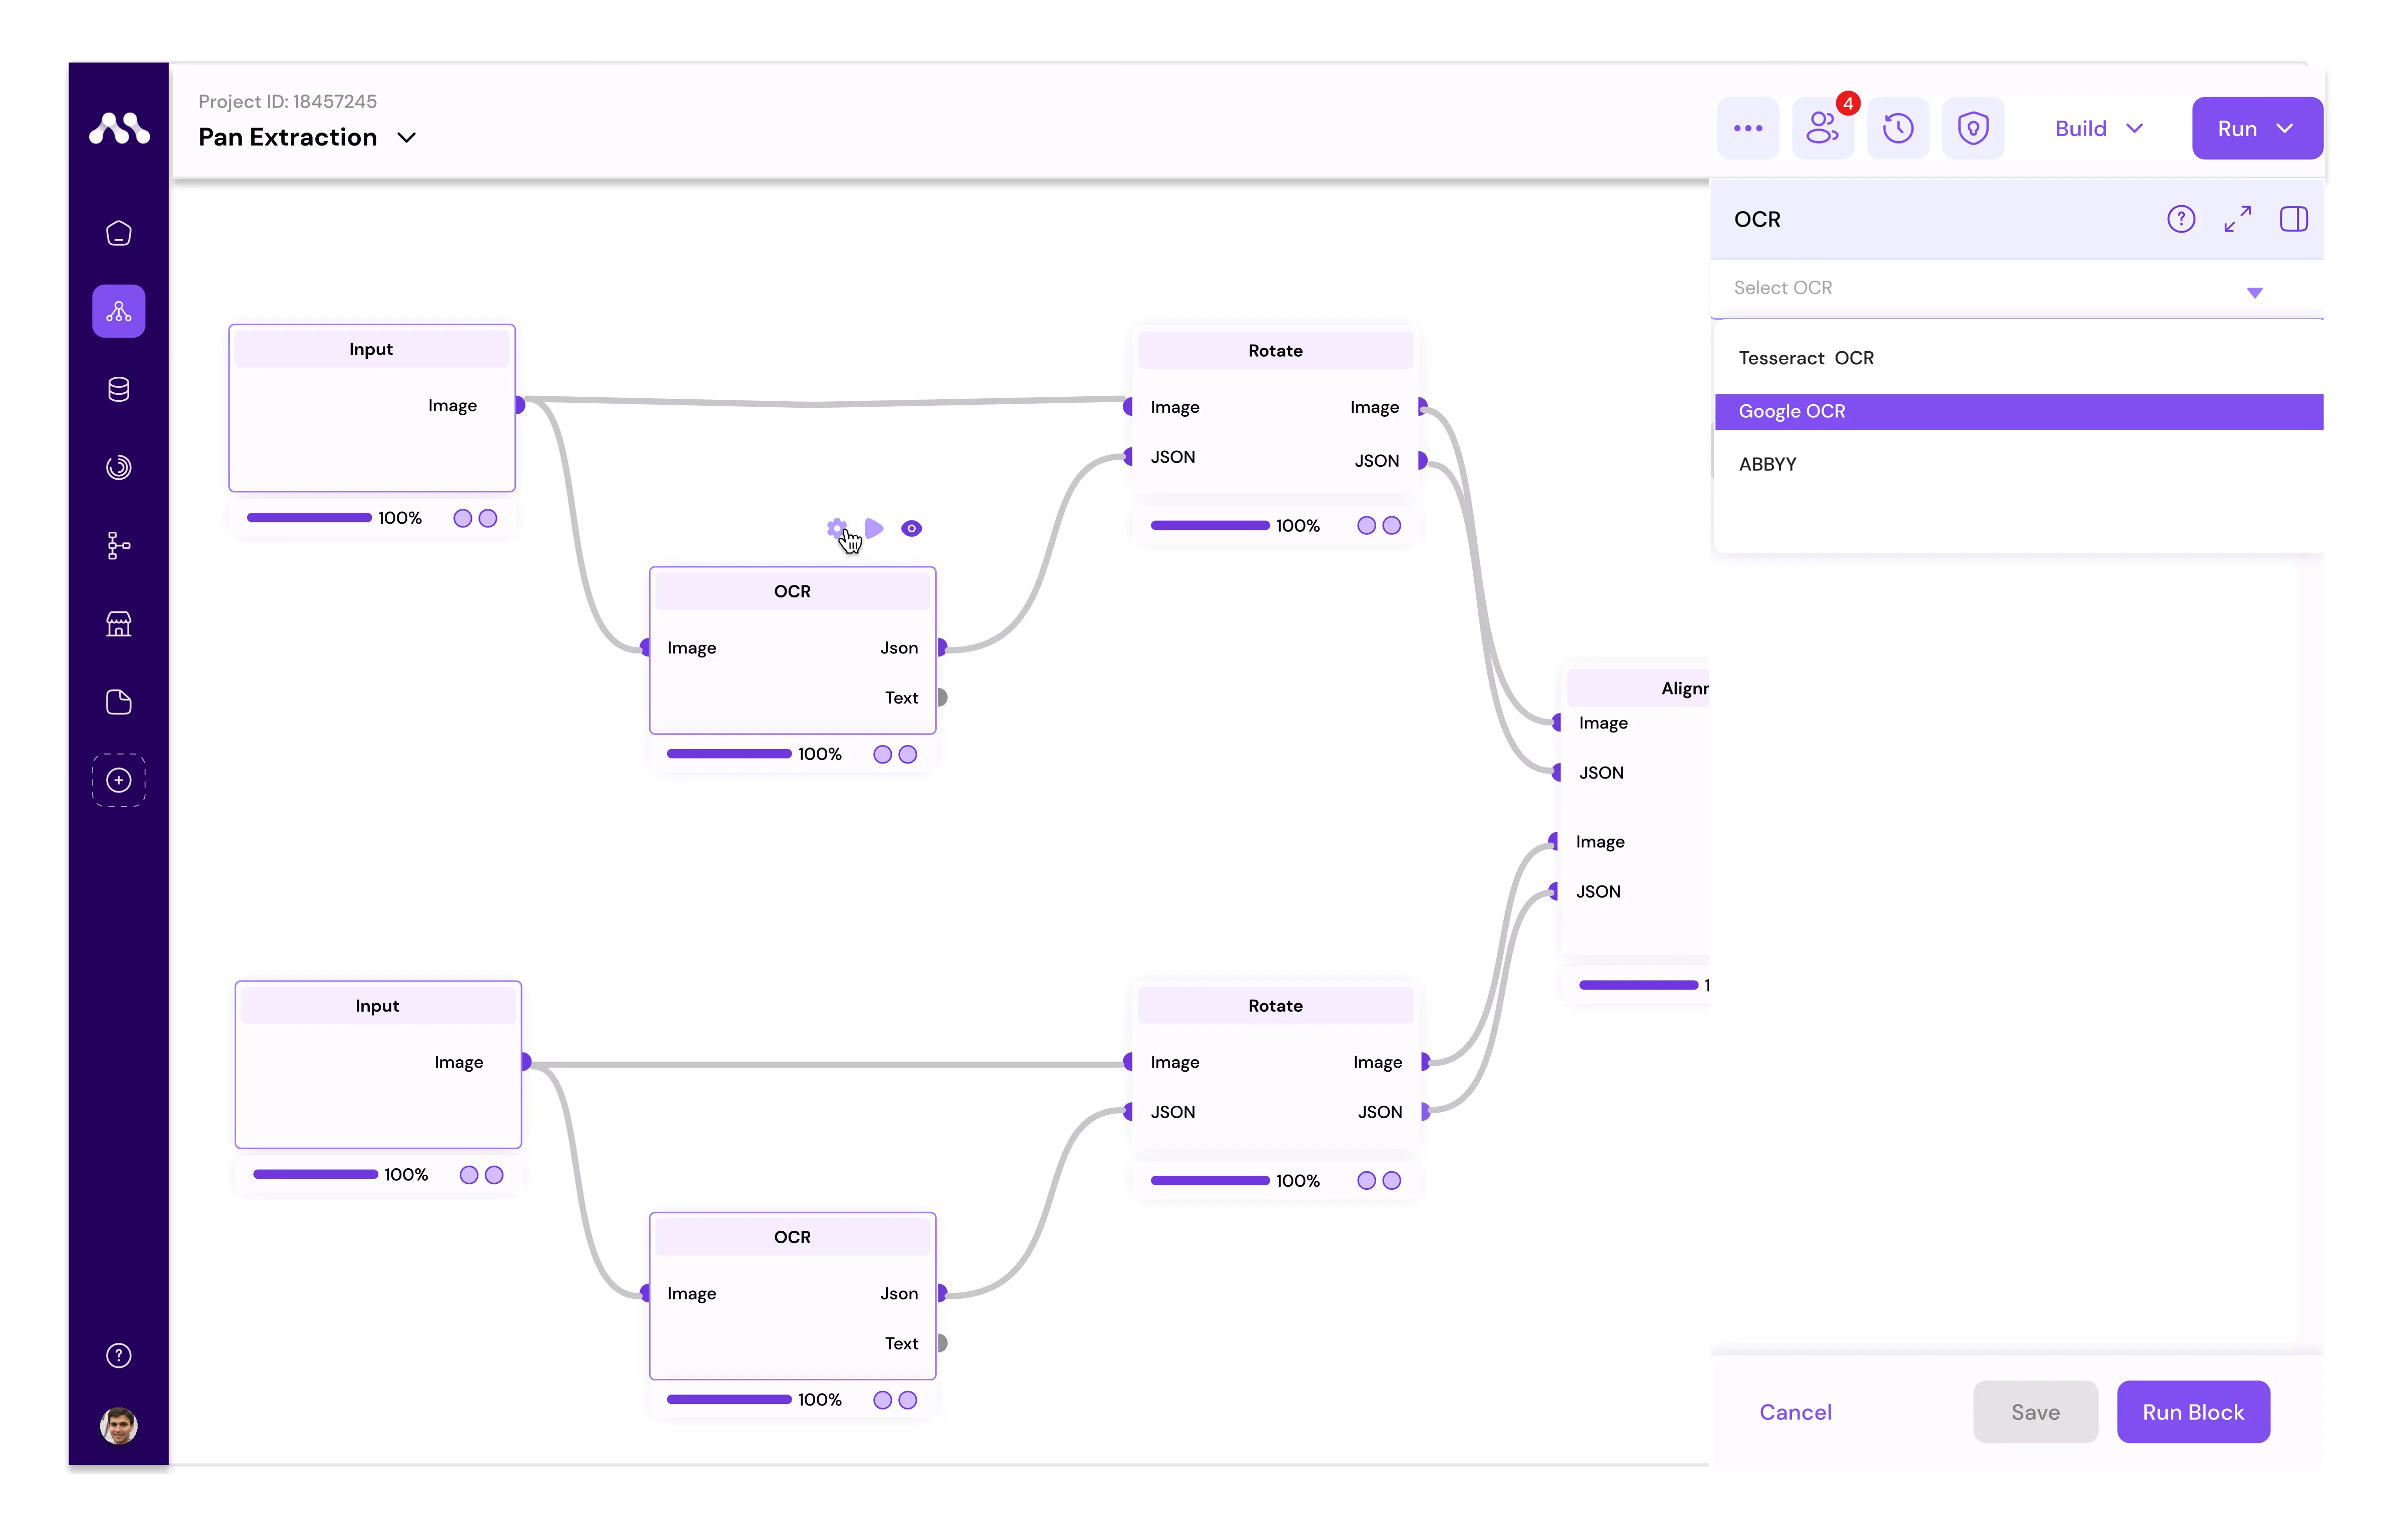 Project ID: 18457245
Pan Extraction
4
Build
Run
OCR
Select OCR
Tesseract OCR
Google OCR
ABBYY
Input
Image
100%
Rotate
Image Image
JSON JSON
100%
OCR
Image Json
Text
100%
Alignr
Image
JSON
Image
JSON
1
Input
Image
100%
Rotate
Image Image
JSON JSON
100%
OCR
Image Json
Text
100%
Cancel
Save
Run Block